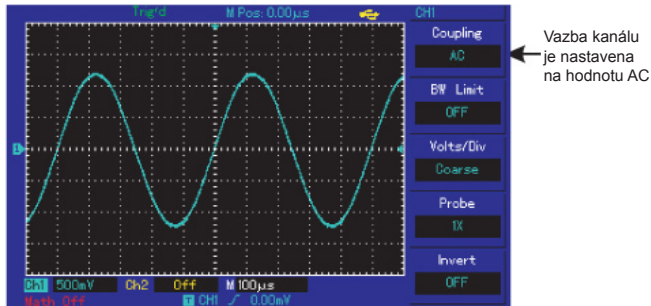 Trig'd M Pos: 0.00μs CH1
Coupling
AC
BW Limit
OFF
Volts/Div
Coarse
Probe
1X
Invert
OFF
1
Ch1 500mV Ch2 Off M 100μs
Math Off T CH1 0.00mV
Vazba kanálu
je nastavena
na hodnotu AC